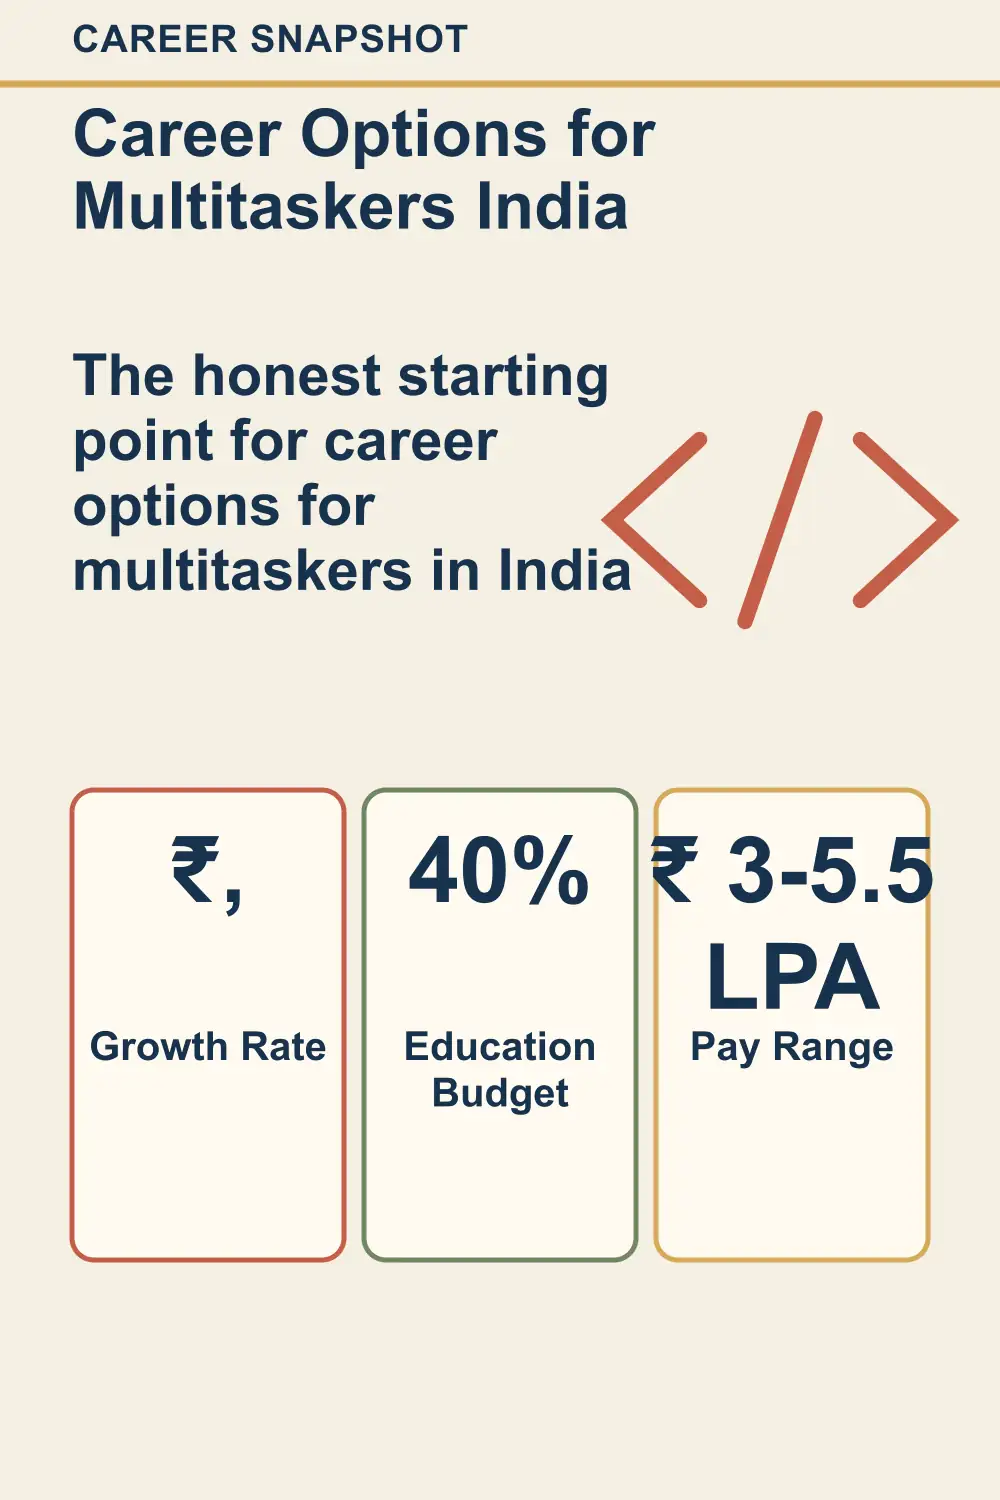 CAREER SNAPSHOT
Career Options for
Multitaskers India
The honest starting
point for career
options for
multitaskers in India
₹,
Growth Rate
40%
Education
Budget
₹ 3-5.5
LPA
Pay Range